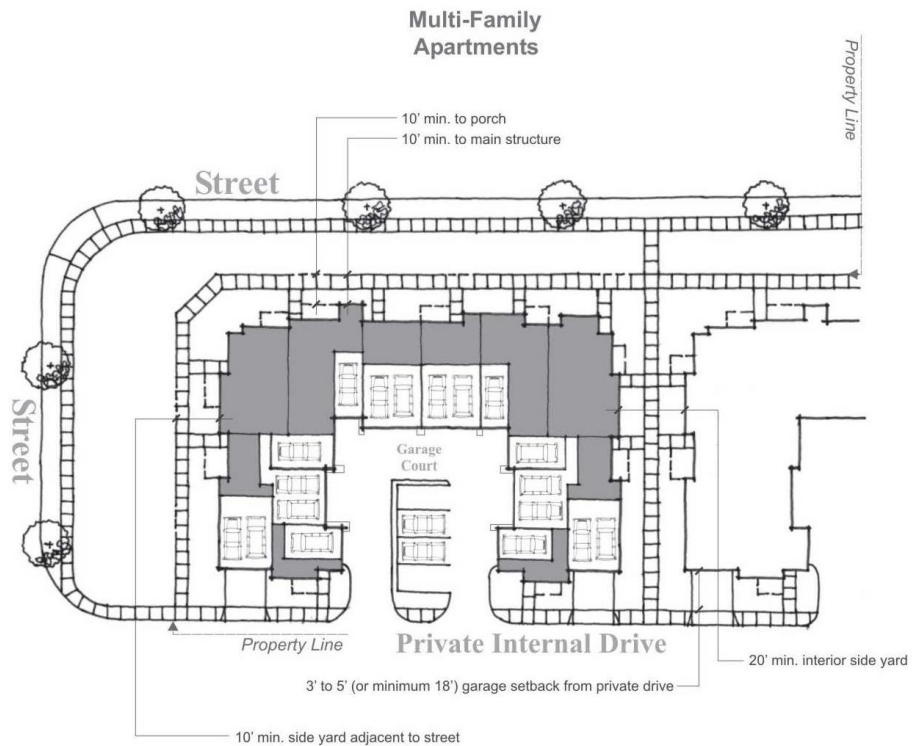 Multi-Family
Apartments
Property Line
10’ min. to porch
10’ min. to main structure
Street
Street
Garage
Court
Property Line
Private Internal Drive
20’ min. interior side yard
3’ to 5’ (or minimum 18’) garage setback from private drive
10’ min. side yard adjacent to street